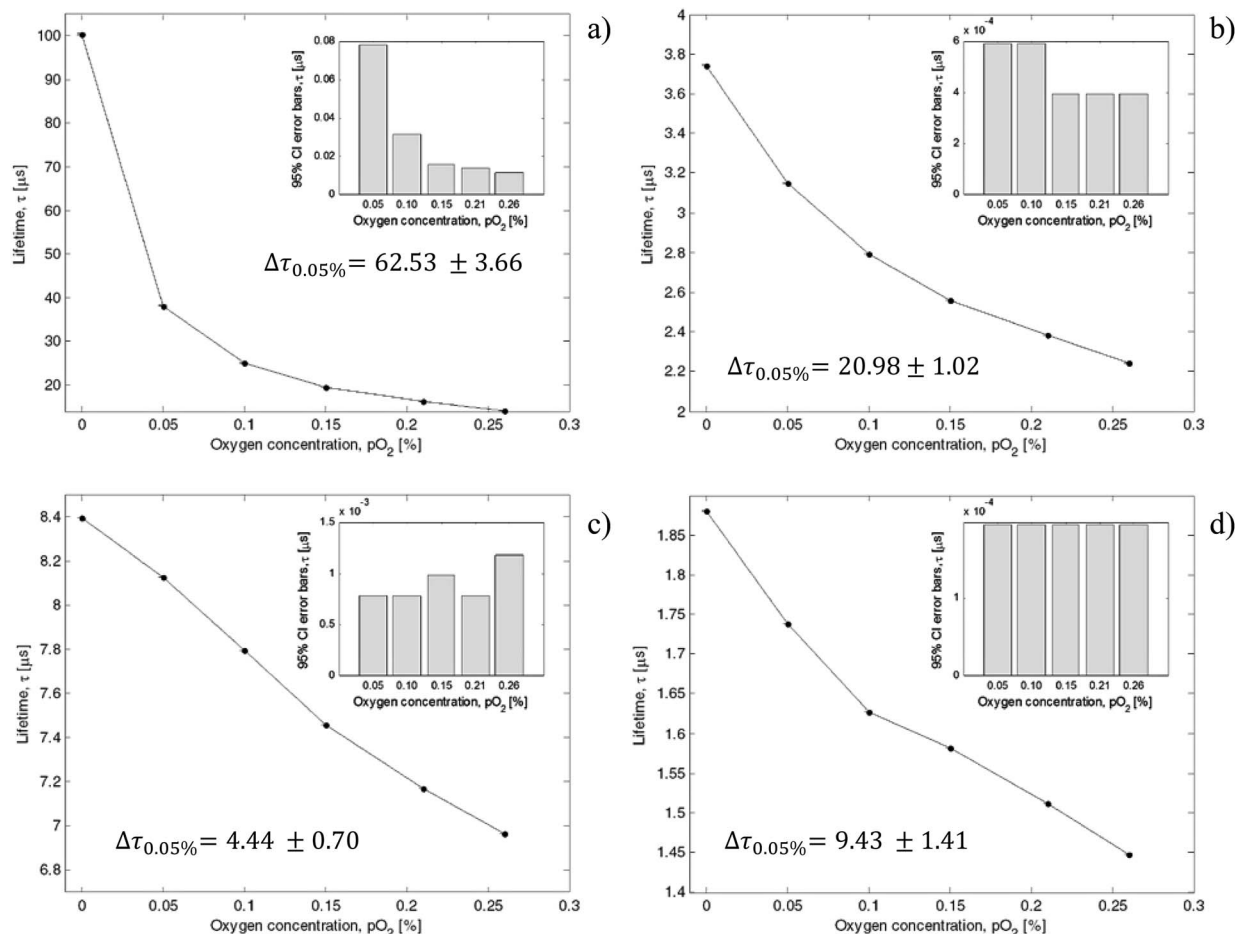 a)
100
90
80
70
60
50
40
30
20
0
0.05
0.1
0.15
0.2
0.25
0.3
Lifetime, τ [μs]
Oxygen concentration, pO2 [%]
0.08
0.06
0.04
0.02
0
0.05 0.10 0.15 0.21 0.26
95% CI error bars, τ [μs]
Oxygen concentration, pO2 [%]
Δτ0.05%= 62.53 ± 3.66
b)
4
3.8
3.6
3.4
3.2
3
2.8
2.6
2.4
2.2
2
0
0.05
0.1
0.15
0.2
0.25
0.3
Lifetime, τ [μs]
Oxygen concentration, pO2 [%]
x 10-4
6
4
2
0
0.05 0.10 0.15 0.21 0.26
95% CI error bars, τ [μs]
Oxygen concentration, pO2 [%]
Δτ0.05%= 20.98 ± 1.02
c)
8.4
8.2
8
7.8
7.6
7.4
7.2
7
6.8
0
0.05
0.1
0.15
0.2
0.25
0.3
Lifetime, τ [μs]
Oxygen concentration, pO2 [%]
x 10-3
1.5
1
0.5
0
0.05 0.10 0.15 0.21 0.26
95% CI error bars, τ [μs]
Oxygen concentration, pO2 [%]
Δτ0.05%= 4.44 ± 0.70
d)
1.85
1.8
1.75
1.7
1.65
1.6
1.55
1.5
1.45
1.4
0
0.05
0.1
0.15
0.2
0.25
0.3
Lifetime, τ [μs]
Oxygen concentration, pO2 [%]
x 10-4
1
0
0.05 0.10 0.15 0.21 0.26
95% CI error bars, τ [μs]
Oxygen concentration, pO2 [%]
Δτ0.05%= 9.43 ± 1.41